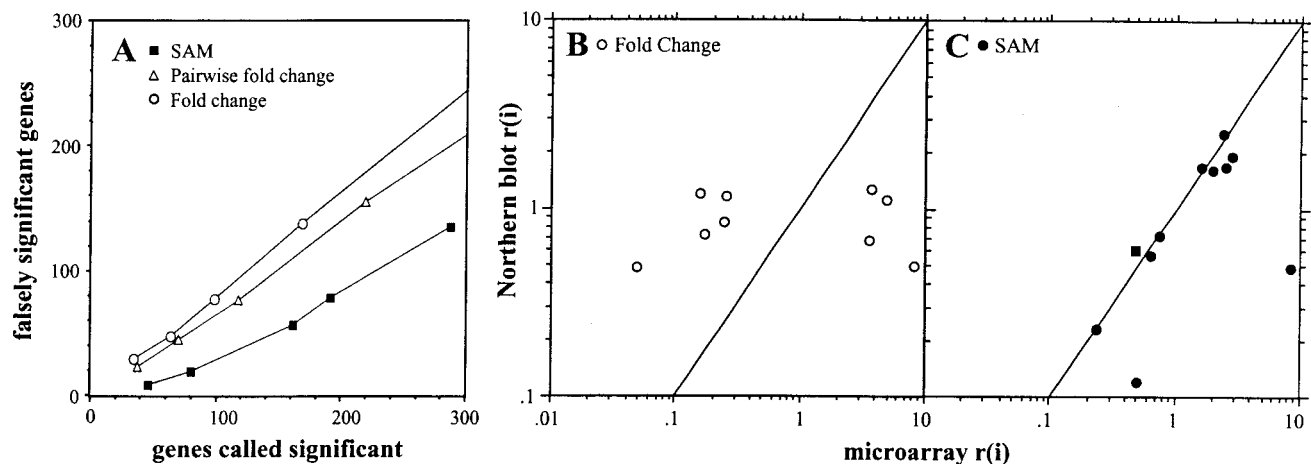 A
SAM
Pairwise fold change
Fold change
falsely significant genes
300
200
100
0
0 100 200 300
genes called significant
B
Fold Change
Northern blot r(i)
10
1
.1
.01 0.1 1 10
C
SAM
.1 1 10
microarray r(i)